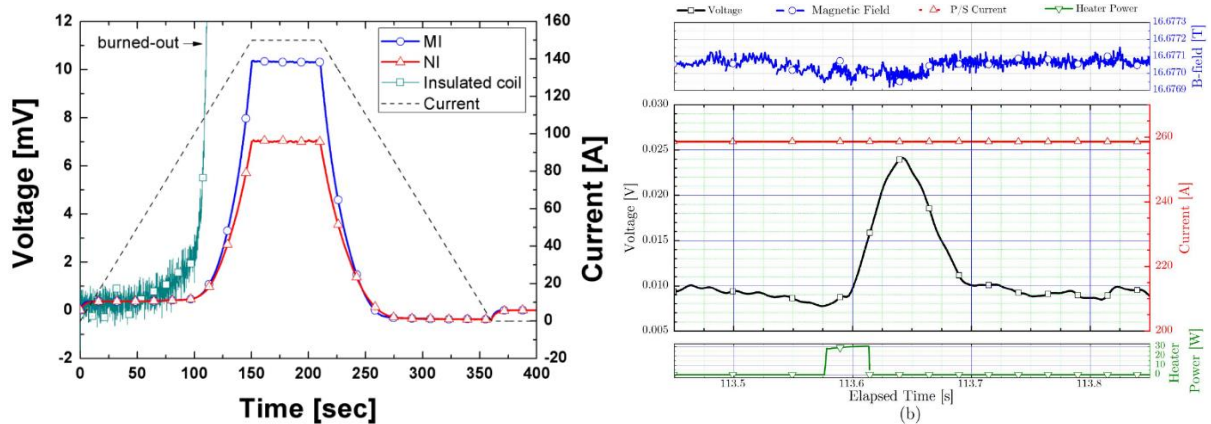 12
10
8
6
4
2
0
-2
Voltage [mV]
burned-out
MI
NI
Insulated coil
Current
160
140
120
100
80
60
40
20
0
-20
Current [A]
0 50 100 150 200 250 300 350 400
Time [sec]
Voltage Magnetic Field P/S Current Heater Power
16.6773
16.6772
16.6771
16.6770
16.6769
B-field [T]
0.030
0.025
0.020
0.015
0.010
0.005
Voltage [V]
260
250
240
230
220
210
200
Current [A]
30
20
10
0
Heater
Power [W]
113.5 113.6 113.7 113.8
Elapsed Time [s]
(b)